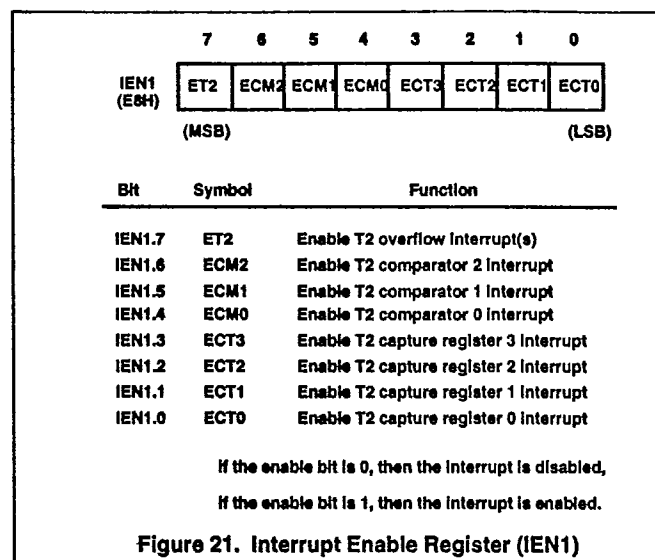 7 6 5 4 3 2 1 0
IEN1 ET2 ECM2 ECM1 ECM0 ECT3 ECT2 ECT1 ECT0
(E8H)
(MSB) (LSB)
Bit Symbol Function
IEN1.7 ET2 Enable T2 overflow interrupt(s)
IEN1.6 ECM2 Enable T2 comparator 2 interrupt
IEN1.5 ECM1 Enable T2 comparator 1 interrupt
IEN1.4 ECM0 Enable T2 comparator 0 interrupt
IEN1.3 ECT3 Enable T2 capture register 3 interrupt
IEN1.2 ECT2 Enable T2 capture register 2 interrupt
IEN1.1 ECT1 Enable T2 capture register 1 interrupt
IEN1.0 ECT0 Enable T2 capture register 0 interrupt
If the enable bit is 0, then the interrupt is disabled,
If the enable bit is 1, then the interrupt is enabled.
Figure 21. Interrupt Enable Register (IEN1)